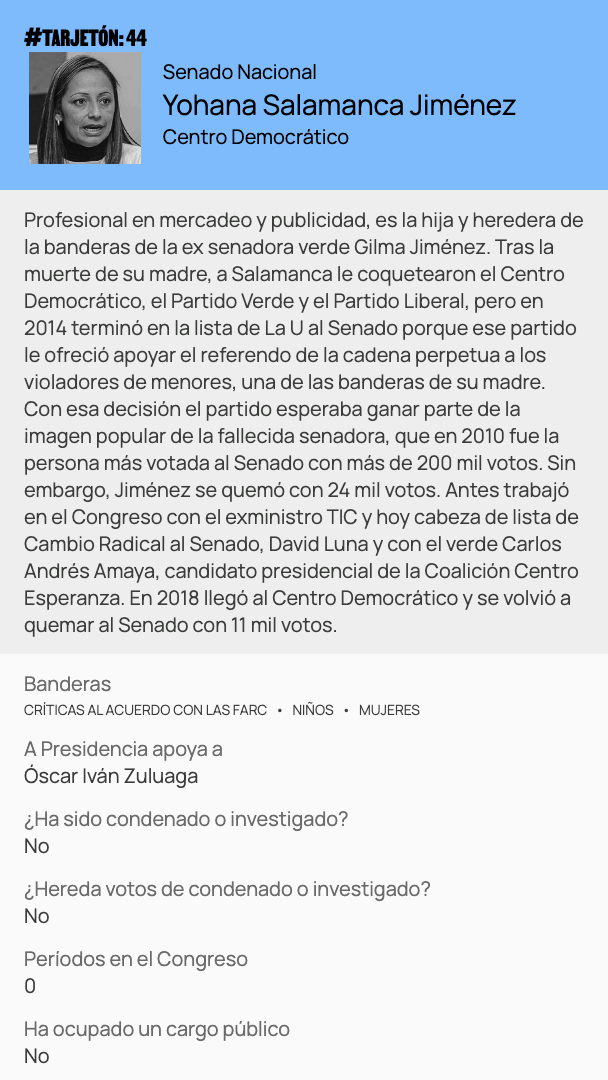 #TARJETÓN: 44
Senado Nacional
Yohana Salamanca Jiménez
Centro Democrático
Profesional en mercadeo y publicidad, es la hija y heredera de
la banderas de la ex senadora verde Gilma Jiménez. Tras la
muerte de su madre, a Salamanca le coquetearon el Centro
Democrático, el Partido Verde y el Partido Liberal, pero en
2014 terminó en la lista de La U al Senado porque ese partido
le ofreció apoyar el referendo de la cadena perpetua a los
violadores de menores, una de las banderas de su madre.
Con esa decisión el partido esperaba ganar parte de la
imagen popular de la fallecida senadora, que en 2010 fue la
persona más votada al Senado con más de 200 mil votos. Sin
embargo, Jiménez se quemó con 24 mil votos. Antes trabajó
en el Congreso con el exministro TIC y hoy cabeza de lista de
Cambio Radical al Senado, David Luna y con el verde Carlos
Andrés Amaya, candidato presidencial de la Coalición Centro
Esperanza. En 2018 llegó al Centro Democrático y se volvió a
quemar al Senado con 11 mil votos.
Banderas
CRÍTICAS AL ACUERDO CON LAS FARC • NIÑOS • MUJERES
A Presidencia apoya a
Óscar Iván Zuluaga
¿Ha sido condenado o investigado?
No
¿Hereda votos de condenado o investigado?
No
Períodos en el Congreso
0
Ha ocupado un cargo público
No